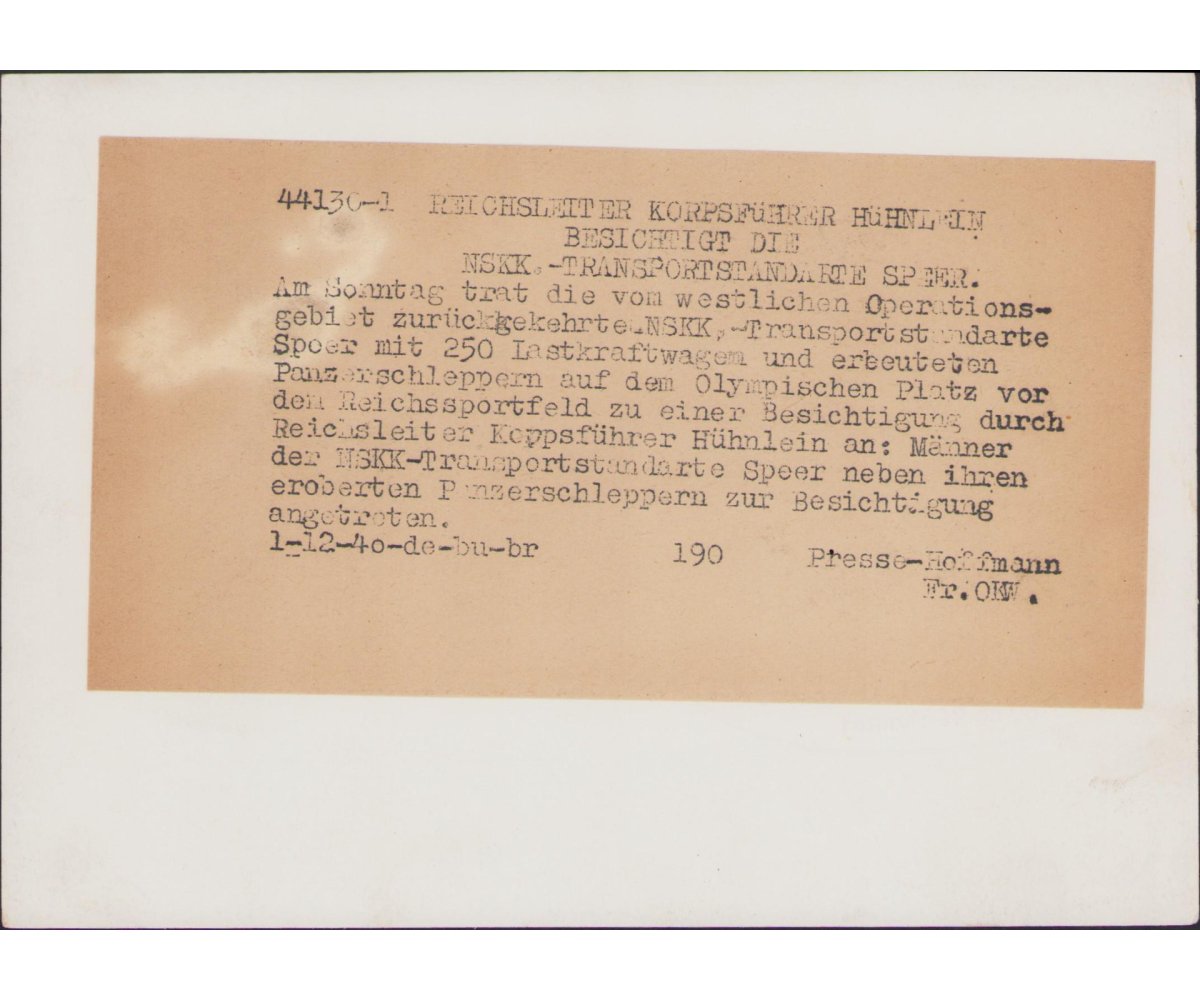 44130-1 REICHSLEITER KORPSFüHRER HüHNLEIN
BESICHTIGT DIE
NSKK.-TRANSPORTSTANDARTE SPEER.
Am Sonntag trat die vom westlichen Operations-
gebiet zurückgekehrte NSKK,-Transportstandarte
Speer mit 250 Lastkraftwagen und erbeuteten
Panzerschleppern auf dem Olympischen Platz vor
dem Reichssportfeld zu einer Besichtigung durch
Reichsleiter Koppsführer Hühnlein an: Männer
der NSKK-Transportstandarte Speer neben ihren
eroberten Panzerschleppern zur Besichtigung
angetreten.
1-12-4o-de-bu-br 190 Presse-Hoffmann
Fr.OKW.